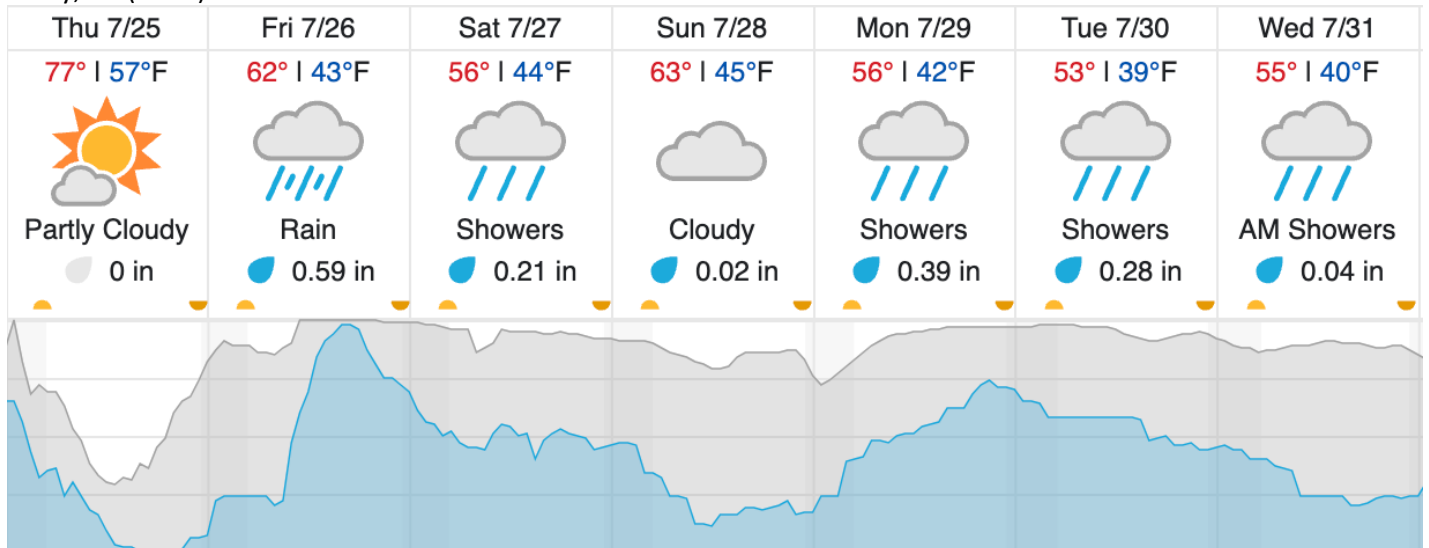 Thu 7/25 Fri 7/26 Sat 7/27 Sun 7/28 Mon 7/29 Tue 7/30 Wed 7/31
77° | 57°F 62° | 43°F 56° | 44°F 63° | 45°F 56° | 42°F 53° | 39°F 55° | 40°F
Partly Cloudy Rain Showers Cloudy Showers Showers AM Showers
0 in 0.59 in 0.21 in 0.02 in 0.39 in 0.28 in 0.04 in